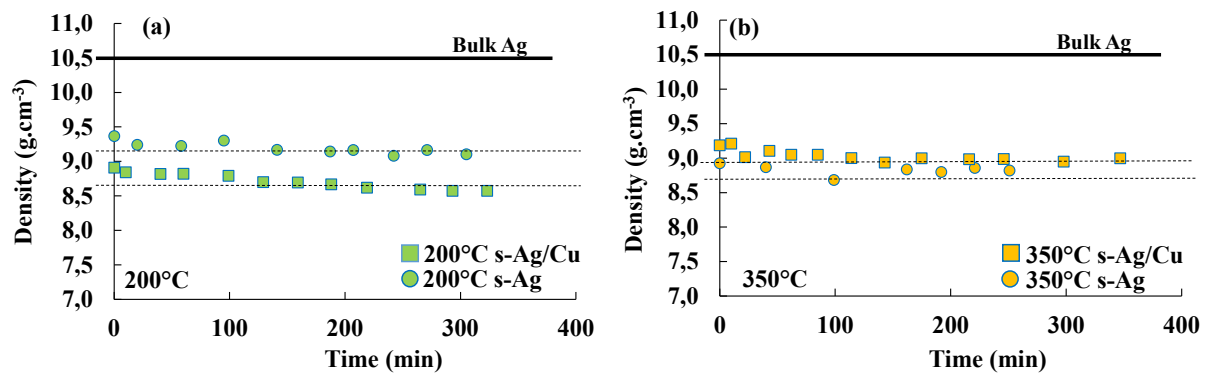 (a)
Bulk Ag
11,0
10,5
10,0
9,5
9,0
8,5
8,0
7,5
7,0
Density (g.cm-3)
200°C s-Ag/Cu
200°C s-Ag
200°C
0 100 200 300 400
Time (min)
(b)
Bulk Ag
11,0
10,5
10,0
9,5
9,0
8,5
8,0
7,5
7,0
Density (g.cm-3)
350°C s-Ag/Cu
350°C s-Ag
350°C
0 100 200 300 400
Time (min)